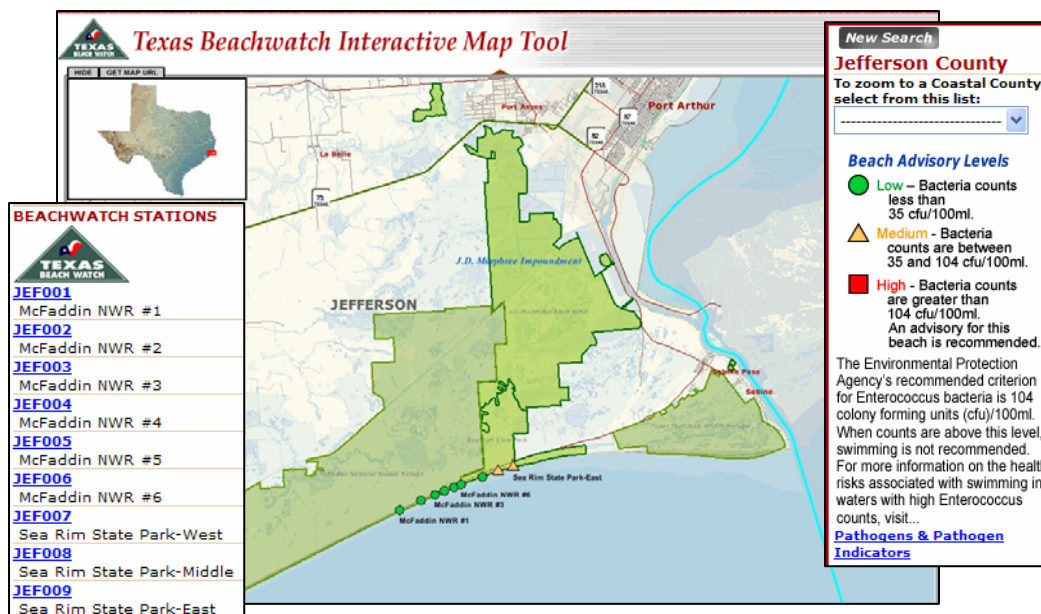 TEXAS
BEACH WATCH
Texas Beachwatch Interactive Map Tool
HIDE
GET MAP URL
Port Acres
215
TEXAS
Port Arthur
87
TEXAS
82
TEXAS
La Belle
73
TEXAS
J.D. Murphree Impoundment
JEFFERSON
Sabine Pass
Sabine
Sea Rim State Park-East
McFaddin NWR #6
McFaddin NWR #3
McFaddin NWR #1
BEACHWATCH STATIONS
TEXAS
BEACH WATCH
JEF001
McFaddin NWR #1
JEF002
McFaddin NWR #2
JEF003
McFaddin NWR #3
JEF004
McFaddin NWR #4
JEF005
McFaddin NWR #5
JEF006
McFaddin NWR #6
JEF007
Sea Rim State Park-West
JEF008
Sea Rim State Park-Middle
JEF009
Sea Rim State Park-East
New Search
Jefferson County
To zoom to a Coastal County
select from this list:
--------------------------------
Beach Advisory Levels
Low – Bacteria counts
less than
35 cfu/100ml.
Medium - Bacteria
counts are between
35 and 104 cfu/100ml.
High - Bacteria counts
are greater than
104 cfu/100ml.
An advisory for this
beach is recommended.
The Environmental Protection
Agency's recommended criterion
for Enterococcus bacteria is 104
colony forming units (cfu)/100ml.
When counts are above this level,
swimming is not recommended.
For more information on the health
risks associated with swimming in
waters with high Enterococcus
counts, visit...
Pathogens & Pathogen
Indicators